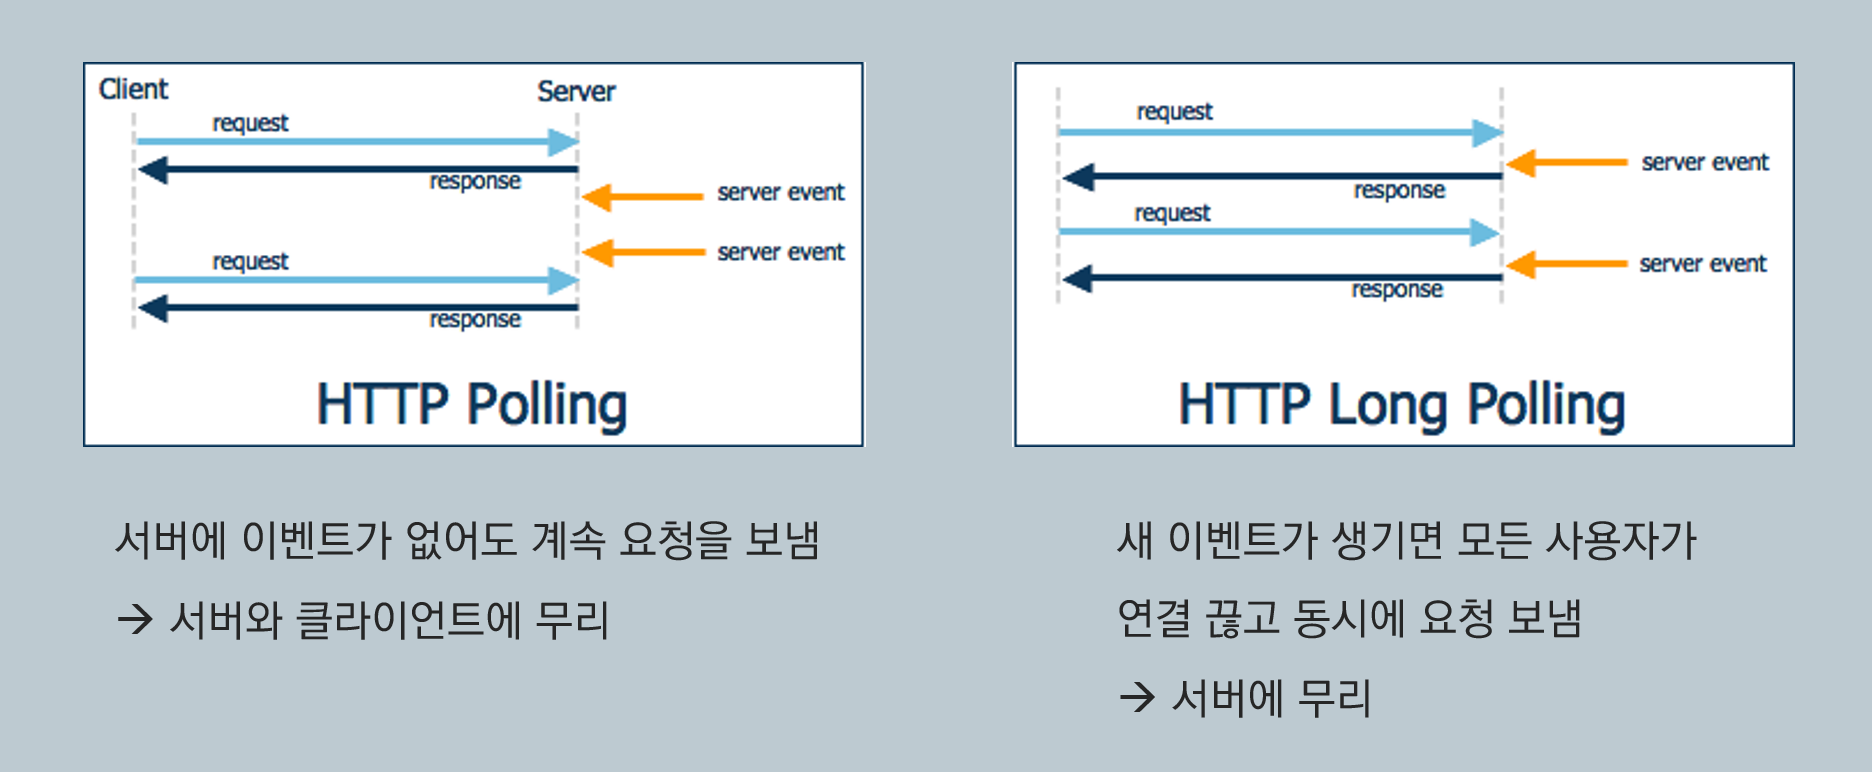 Client
Server
request
response
server event
server event
request
response
HTTP Polling
서버에 이벤트가 없어도 계속 요청을 보냄
→ 서버와 클라이언트에 무리
request
server event
response
request
server event
response
HTTP Long Polling
새 이벤트가 생기면 모든 사용자가
연결 끊고 동시에 요청 보냄
→ 서버에 무리